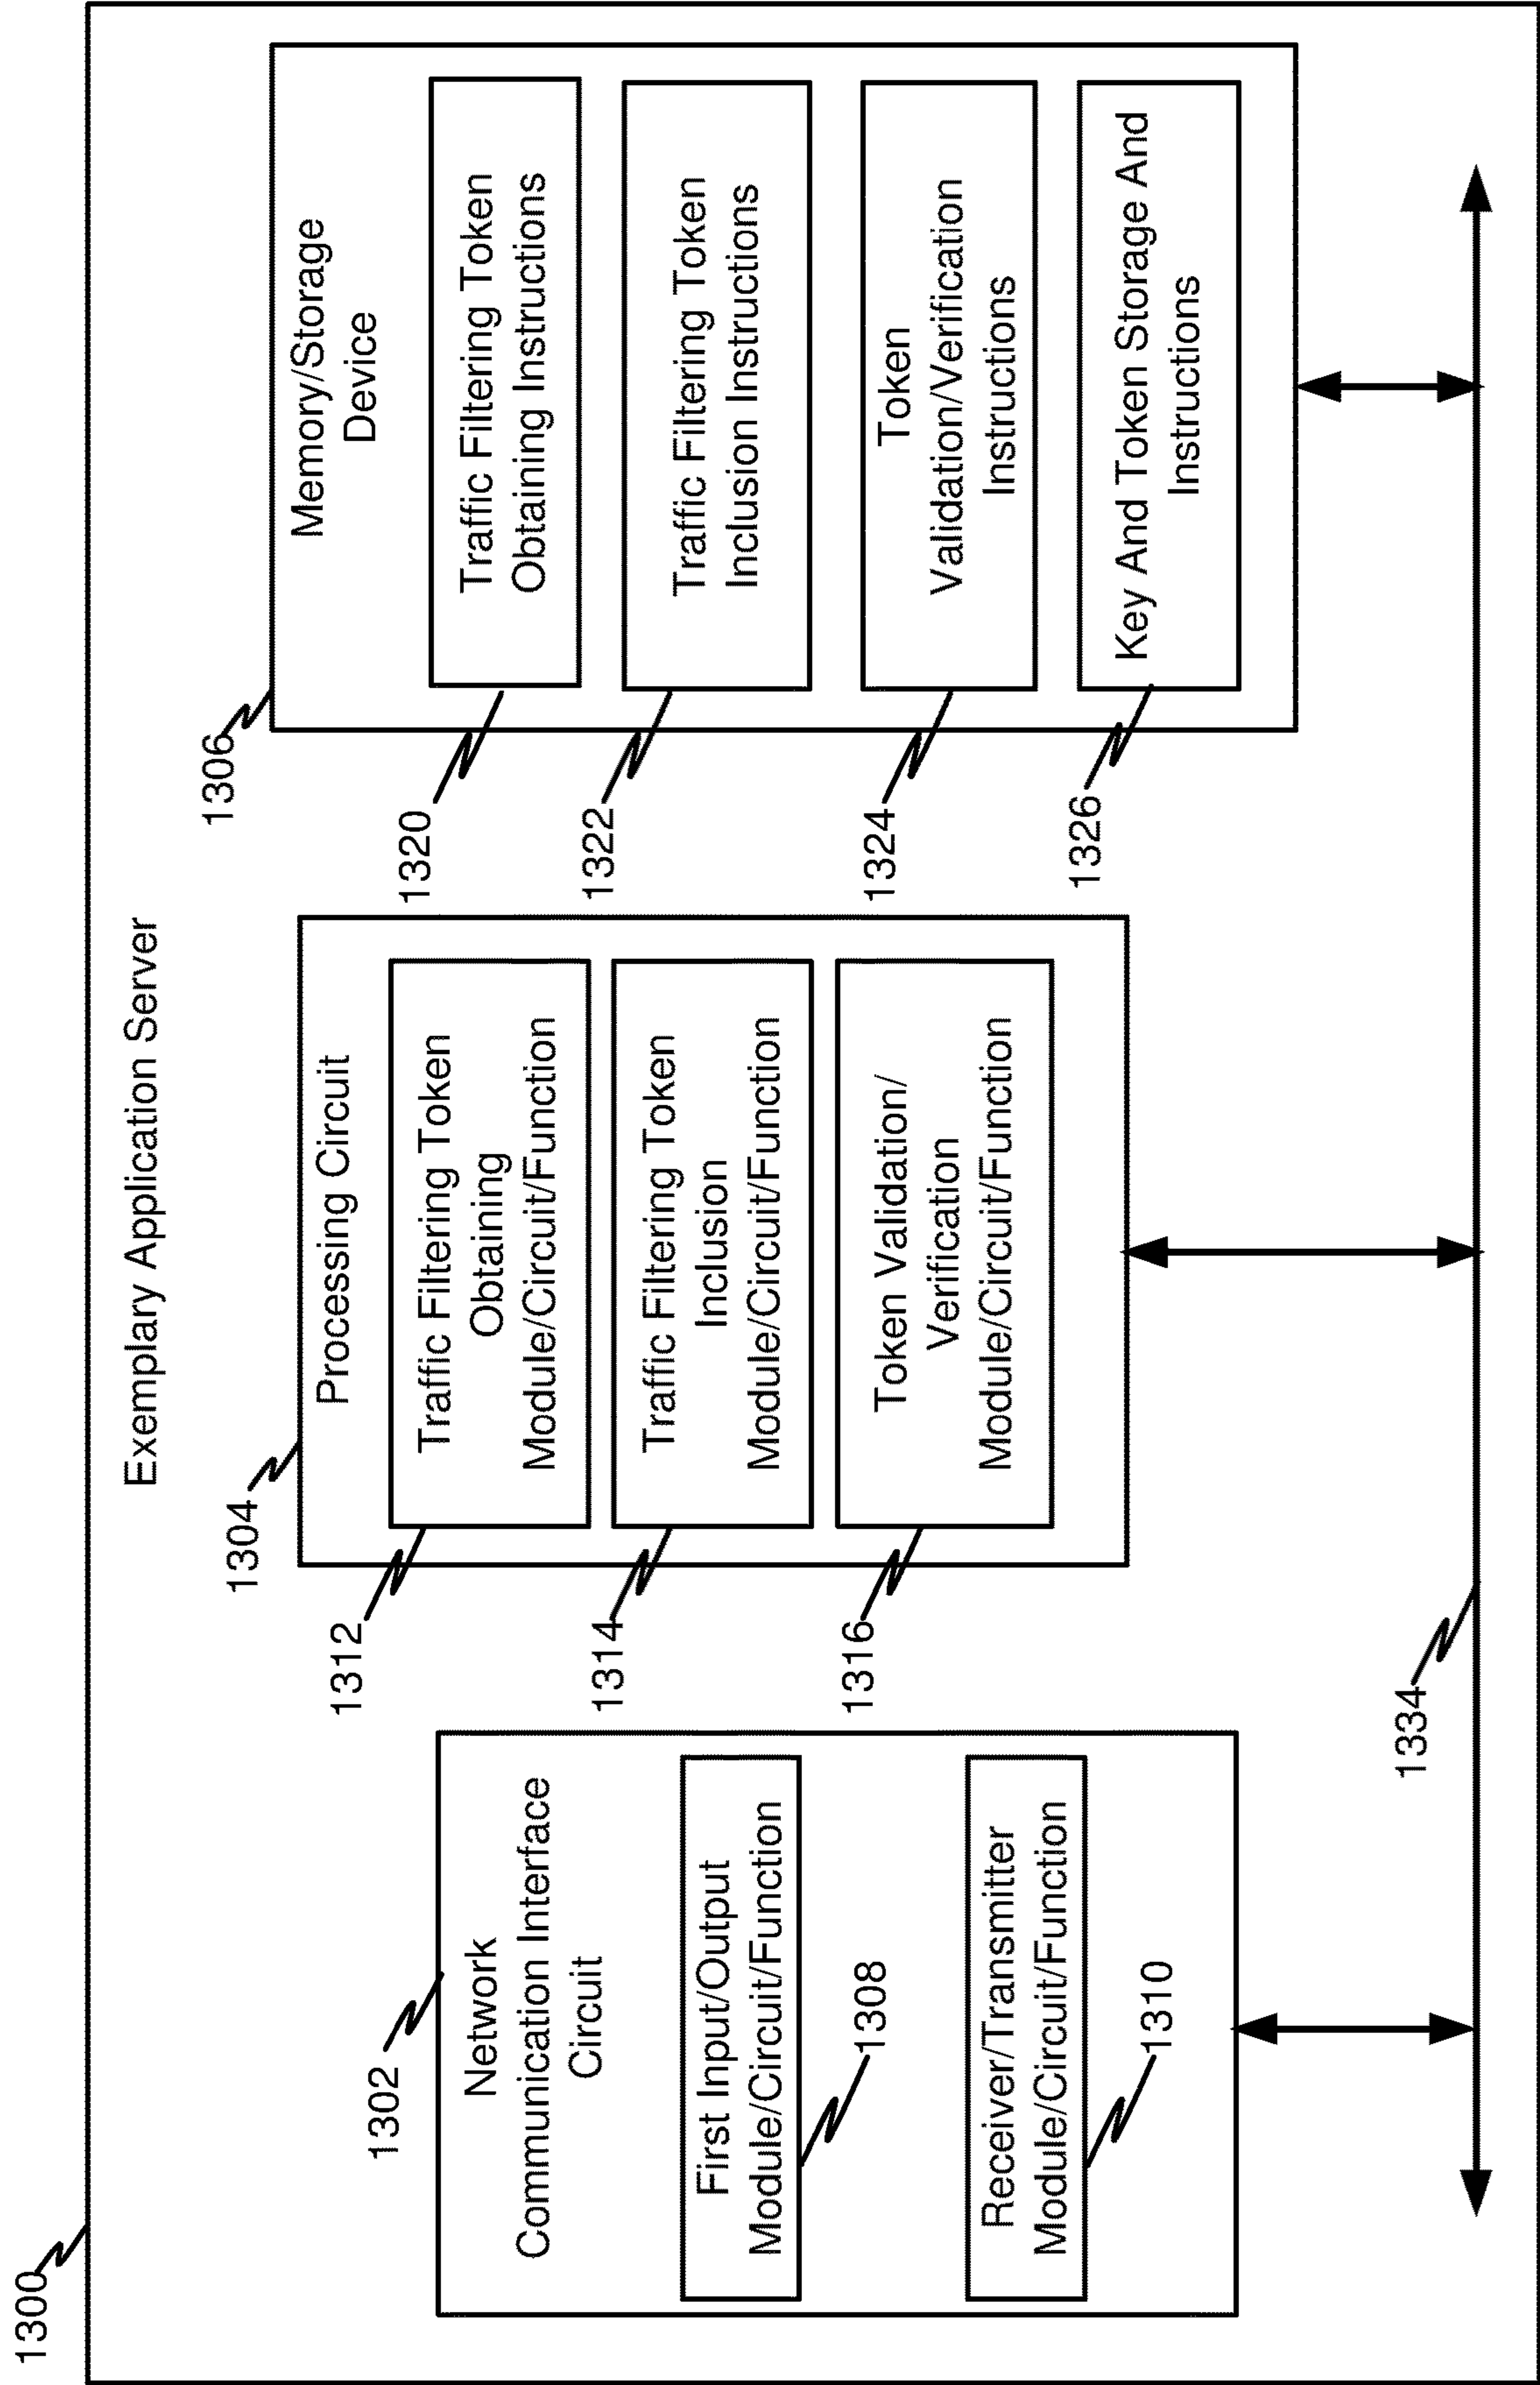 1300
Exemplary Application Server
1302
Network
Communication Interface
Circuit
First Input/Output
Module/Circuit/Function
1308
Receiver/Transmitter
Module/Circuit/Function
1310
1304
Processing Circuit
1312
Traffic Filtering Token
Obtaining
Module/Circuit/Function
1314
Traffic Filtering Token
Inclusion
Module/Circuit/Function
1316
Token Validation/
Verification
Module/Circuit/Function
1306
Memory/Storage
Device
1320
Traffic Filtering Token
Obtaining Instructions
1322
Traffic Filtering Token
Inclusion Instructions
1324
Token
Validation/Verification
Instructions
1326
Key And Token Storage And
Instructions
1334